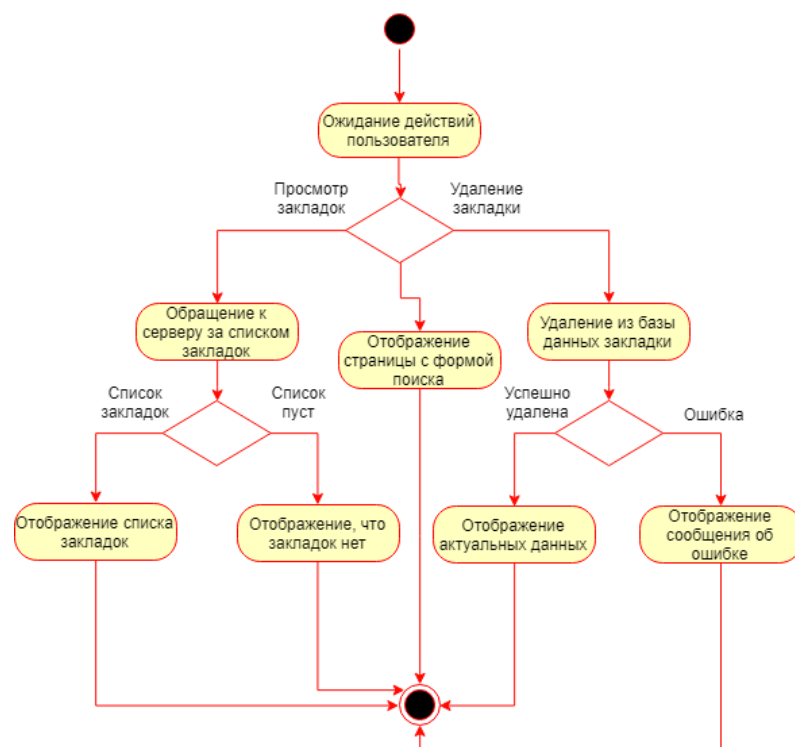 Ожидание действий
пользователя
Просмотр
закладок
Удаление
закладки
Обращение к
серверу за списком
закладок
Отображение
страницы с формой
поиска
Удаление из базы
данных закладки
Список
закладок
Список
пуст
Успешно
удалена
Ошибка
Отображение списка
закладок
Отображение, что
закладок нет
Отображение
актуальных данных
Отображение
сообщения об
ошибке